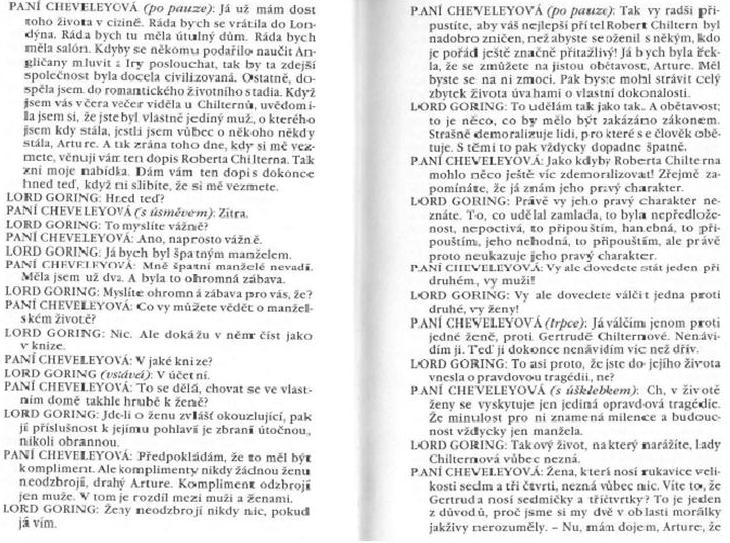 PANÍ CHEVELEYOVÁ (po pauze): Já už mám dost
toho života v cizině. Ráda bych se vrátila do Lon-
dýna. Ráda bych tu měla útulný dům. Ráda bych
měla salón. Kdyby se někomu podařilo naučit An-
gličany mluvit a Iry poslouchat, tak by ta zdejší
společnost byla docela civilizovaná. Ostatně, do-
spěla jsem do romantického životního stadia. Když
jsem vás včera večer viděla u Chilternů, uvědomi-
la jsem si, že jste byl vlastně jediný muž, o kterého
jsem kdy stála, jestli jsem vůbec o někoho někdy
stála, Arture. A tak zrána toho dne, kdy si mě vez-
mete, věnuji vám ten dopis Roberta Chilterna. Tak
zní moje nabídka. Dám vám ten dopis dokonce
hned teď, když mi slíbíte, že si mě vezmete.
LORD GORING: Hned teď?
PANÍ CHEVELEYOVÁ (s úsměvem): Zítra.
LORD GORING: To myslíte vážně?
PANÍ CHEVELEYOVÁ: Ano, naprosto vážně.
LORD GORING: Já bych byl špatným manželem.
PANÍ CHEVELEYOVÁ: Mně špatní manželé nevadí.
Měla jsem už dva. A byla to ohromná zábava.
LORD GORING: Myslíte ohromná zábava pro vás, že?
PANÍ CHEVELEYOVÁ: Co vy můžete vědět o manžel-
ském životě?
LORD GORING: Nic. Ale dokážu v něm číst jako
v knize.
PANÍ CHEVELEYOVÁ: V jaké knize?
LORD GORING (vstává): V účetní.
PANÍ CHEVELEYOVÁ: To se dělá, chovat se ve vlast-
ním domě takhle hrubě k ženě?
LORD GORING: Jde-li o ženu zvlášť okouzlující, pak
její příslušnost k jejímu pohlaví je zbraní útočnou,
nikoli obrannou.
PANÍ CHEVELEYOVÁ: Předpokládám, že to měl být
kompliment. Ale komplimenty nikdy žádnou ženu
neodzbrojí, drahý Arture. Kompliment odzbrojí
jen muže. V tom je rozdíl mezi muži a ženami.
LORD GORING: Ženy neodzbrojí nikdy nic, pokud
já vím.
PANÍ CHEVELEYOVÁ (po pauze): Tak vy radši při-
pustíte, aby váš nejlepší přítel Robert Chiltern byl
nadobro zničen, než abyste se oženil s někým, kdo
je pořád ještě značně přitažlivý! Já bych byla řek-
la, že se zmůžete na jistou obětavost, Arture. Měl
byste se na ni zmoci. Pak byste mohl strávit celý
zbytek života úvahami o vlastní dokonalosti.
LORD GORING: To udělám tak jako tak. A obětavost;
to je něco, co by mělo být zakázáno zákonem.
Strašně demoralizuje lidi, pro které se člověk obě-
tuje. S těmi to pak vždycky dopadne špatně.
PANÍ CHEVELEYOVÁ: Jako kdyby Roberta Chilterna
mohlo něco ještě víc zdemoralizovat! Zřejmě za-
pomínáte, že já znám jeho pravý charakter.
LORD GORING: Právě vy jeho pravý charakter ne-
znáte. To, co udělal zamlada, to byla nepředlože-
nost, nepoctivá, to připouštím, hanebná, to při-
pouštím, jeho nehodná, to připouštím, ale právě
proto neukazuje jeho pravý charakter.
PANÍ CHEVELEYOVÁ: Vy ale dovedete stát jeden při
druhém, vy muži!
LORD GORING: Vy ale dovedete válčit jedna proti
druhé, vy ženy!
PANÍ CHEVELEYOVÁ (trpce): Já válčím jenom proti
jedné ženě, proti Gertrudě Chilternové. Nenávi-
dím ji. Teď ji dokonce nenávidím víc než dřív.
LORD GORING: To asi proto, že jste do jejího života
vnesla opravdovou tragédii, ne?
PANÍ CHEVELEYOVÁ (s úšklebkem): Ch, v životě
ženy se vyskytuje jen jediná opravdová tragédie.
Že minulost pro ni znamená milence a budouc-
nost vždycky jen manžela.
LORD GORING: Takový život, na který narážíte, lady
Chilternová vůbec nezná.
PANÍ CHEVELEYOVÁ: Žena, která nosí rukavice veli-
kosti sedm a tři čtvrti, nezná vůbec nic. Víte to, že
Gertruda nosí sedmičky a tříčtvrtky? To je jeden
z důvodů, proč jsme si my dvě v oblasti morálky
jakživy nerozuměly. – Nu, mám dojem, Arture, že